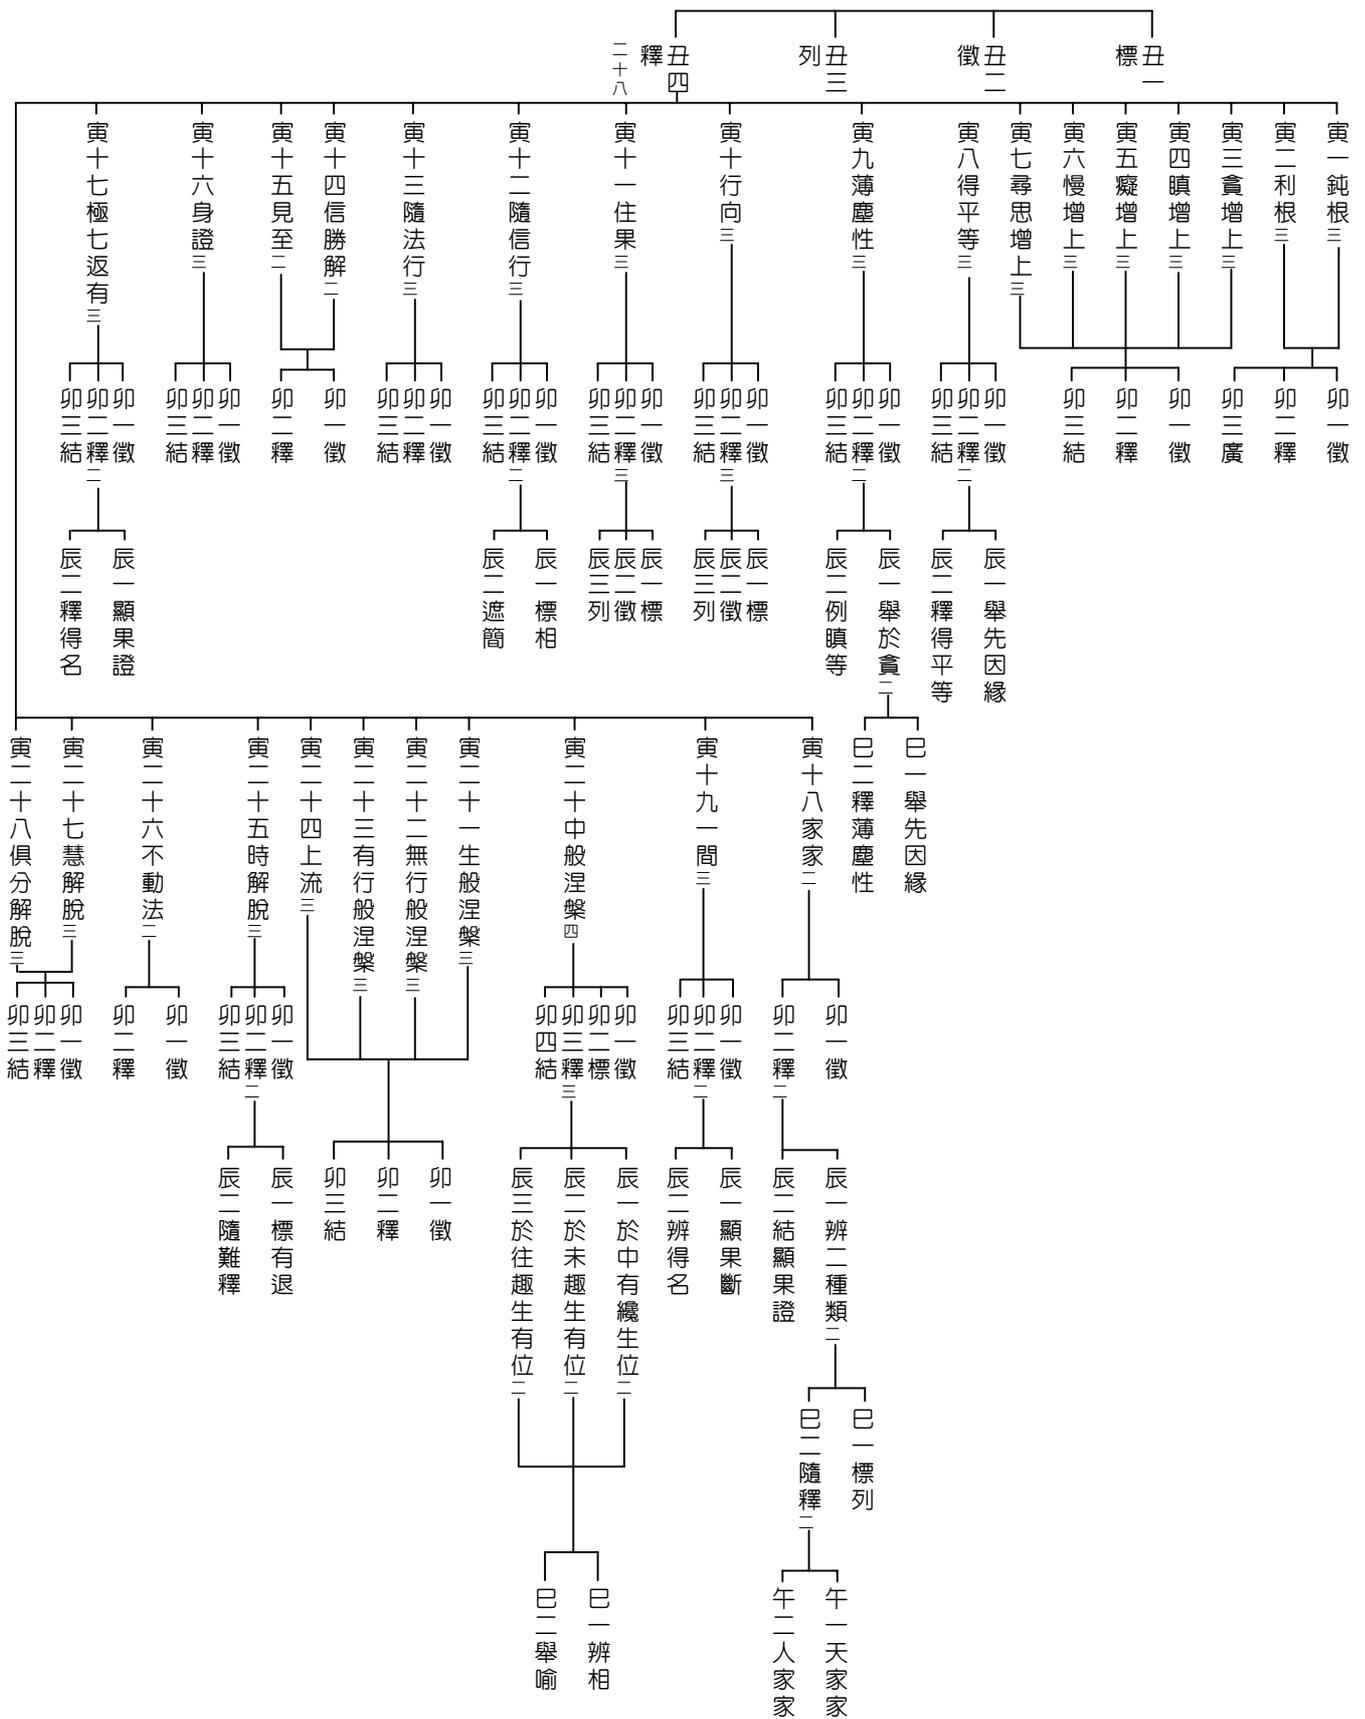 丑一標
丑二徵
丑三列
丑四釋二十八
寅一鈍根三
寅二利根三
寅三貪增上三
寅四瞋增上三
寅五癡增上三
寅六慢增上三
寅七尋思增上三
寅八得平等三
寅九薄塵性三
寅十行向三
寅十一住果三
寅十二隨信行三
寅十三隨法行三
寅十四信勝解二
寅十五見至二
寅十六身證三
寅十七極七返有三
卯一徵
卯二釋
卯三廣
卯一徵
卯二釋
卯三結
卯一徵
卯二釋二
卯三結
卯一徵
卯二釋二
卯三結
卯一徵
卯二釋三
卯三結
卯一徵
卯二釋三
卯三結
卯一徵
卯二釋二
卯三結
卯一徵
卯二釋
卯三結
卯一徵
卯二釋
卯一徵
卯二釋
卯三結
卯一徵
卯二釋二
卯三結
辰一舉先因緣
辰二釋得平等
辰一舉於貪二
辰二例瞋等
辰一標
辰二徵
辰三列
辰一標
辰二徵
辰三列
辰一標相
辰二遮簡
辰一顯果證
辰二釋得名
巳一舉先因緣
巳二釋薄塵性
寅十八家家二
寅十九一間三
寅二十中般涅槃四
寅二十一生般涅槃三
寅二十二無行般涅槃三
寅二十三有行般涅槃三
寅二十四上流三
寅二十五時解脫三
寅二十六不動法二
寅二十七慧解脫三
寅二十八俱分解脫三
卯一徵
卯二釋二
卯一徵
卯二釋二
卯三結
卯一徵
卯二標
卯三釋三
卯四結
卯一徵
卯二釋
卯三結
卯一徵
卯二釋二
卯三結
卯一徵
卯二釋
卯一徵
卯二釋
卯三結
辰一辨二種類二
辰二結顯果證
辰一顯果斷
辰二辨得名
辰一於中有纔生位二
辰二於未趣生有位二
辰三於往趣生有位二
辰一標有退
辰二隨難釋
巳一標列
巳二隨釋二
巳一辨相
巳二舉喻
午一天家家
午二人家家